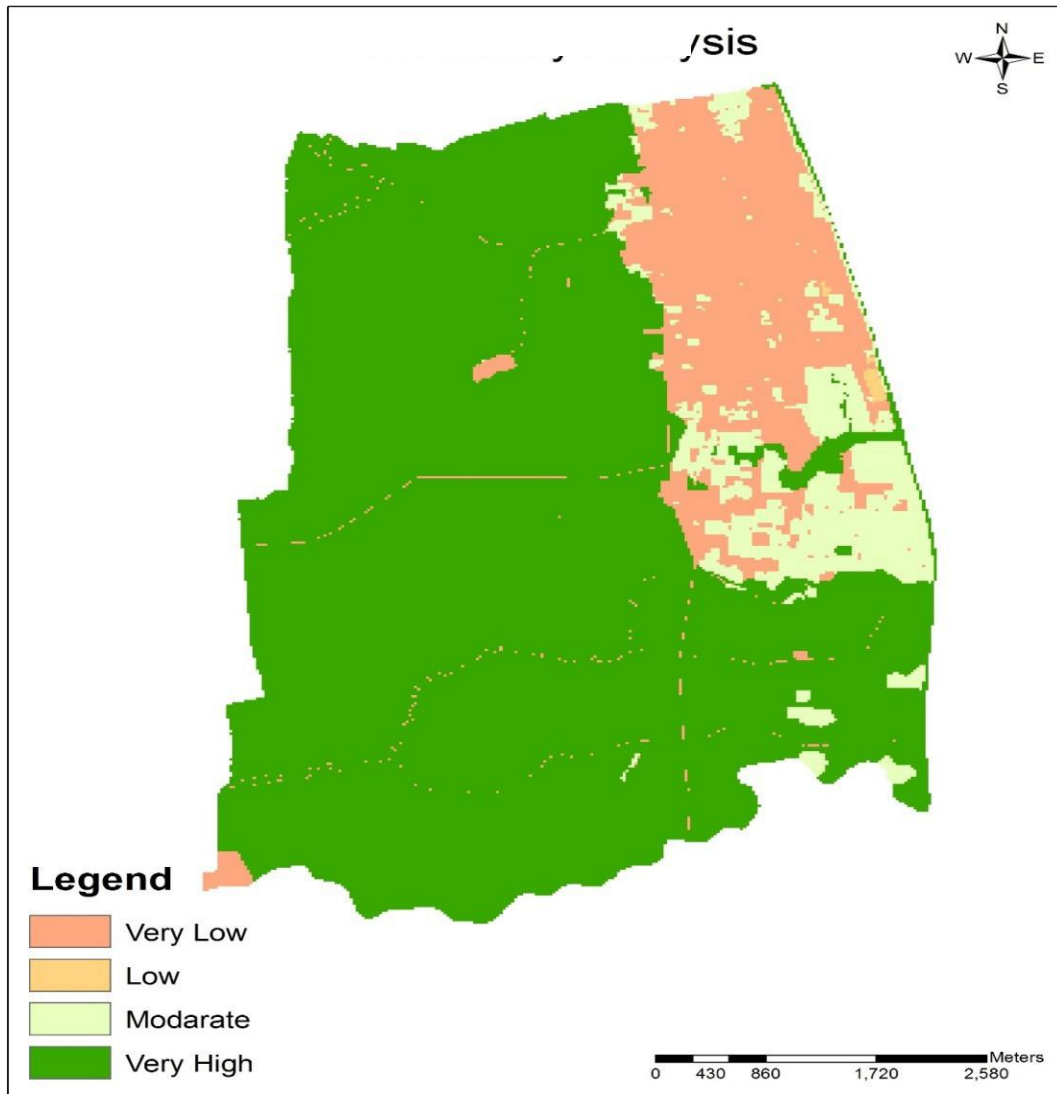 ysis
N
W E
S
Legend
Very Low
Low
Modarate
Very High
Meters
0 430 860 1,720 2,580